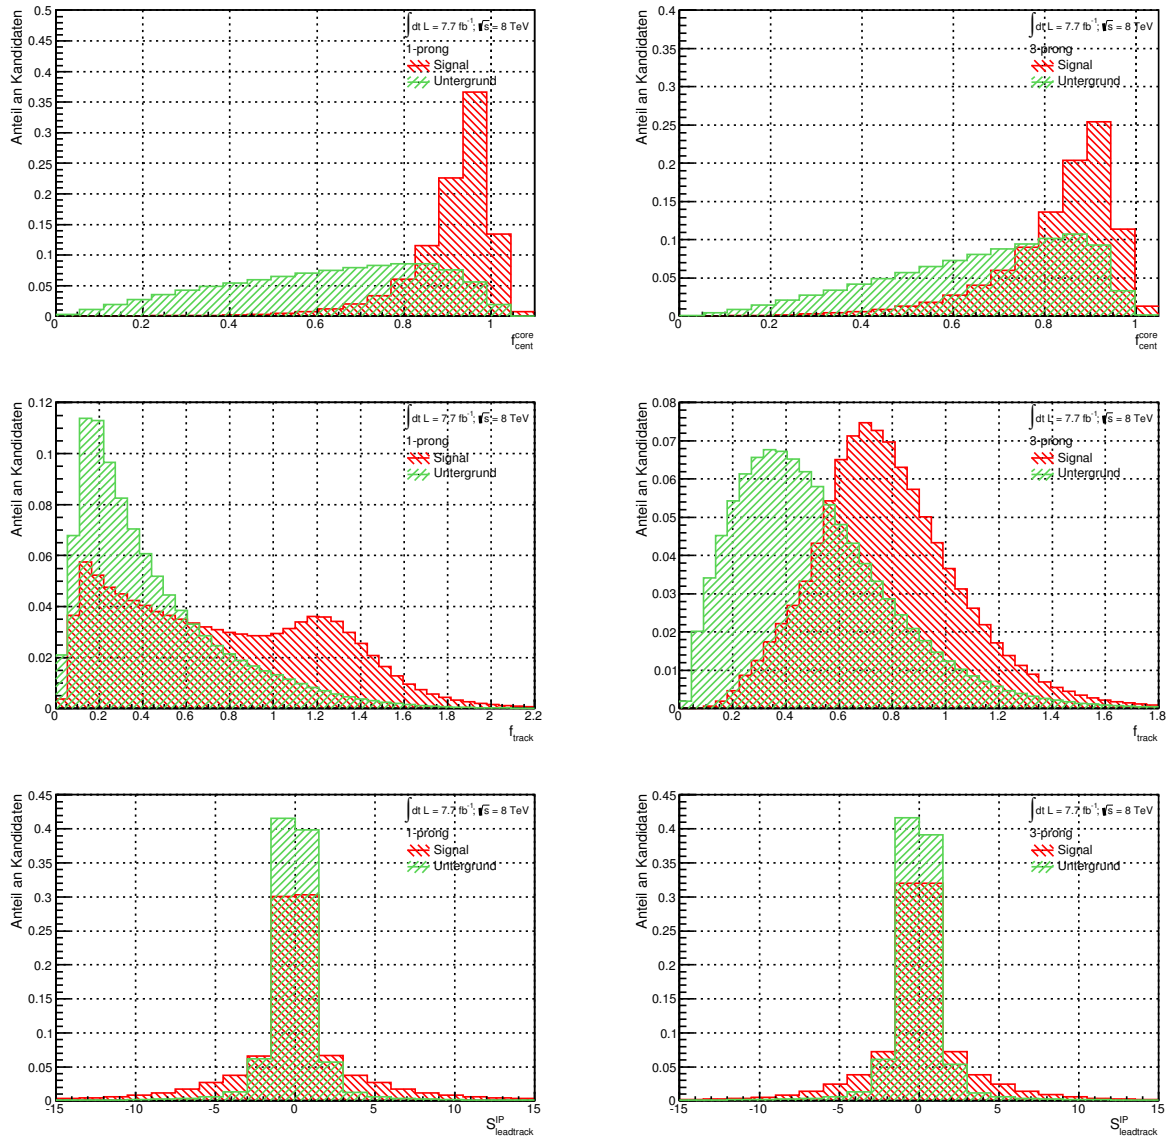 Anteil an Kandidaten
0.5
0.45
0.4
0.35
0.3
0.25
0.2
0.15
0.1
0.05
0
∫dt L = 7.7 fb⁻¹; √s = 8 TeV
1-prong
Signal
Untergrund
0 0.2 0.4 0.6 0.8 1
f^core_cent
Anteil an Kandidaten
0.4
0.35
0.3
0.25
0.2
0.15
0.1
0.05
0
∫dt L = 7.7 fb⁻¹; √s = 8 TeV
3-prong
Signal
Untergrund
0 0.2 0.4 0.6 0.8 1
f^core_cent
Anteil an Kandidaten
0.12
0.1
0.08
0.06
0.04
0.02
0
∫dt L = 7.7 fb⁻¹; √s = 8 TeV
1-prong
Signal
Untergrund
0 0.2 0.4 0.6 0.8 1 1.2 1.4 1.6 1.8 2 2.2
f_track
Anteil an Kandidaten
0.08
0.07
0.06
0.05
0.04
0.03
0.02
0.01
0
∫dt L = 7.7 fb⁻¹; √s = 8 TeV
3-prong
Signal
Untergrund
0 0.2 0.4 0.6 0.8 1 1.2 1.4 1.6 1.8
f_track
Anteil an Kandidaten
0.45
0.4
0.35
0.3
0.25
0.2
0.15
0.1
0.05
0
∫dt L = 7.7 fb⁻¹; √s = 8 TeV
1-prong
Signal
Untergrund
-15 -10 -5 0 5 10 15
S^IP_leadtrack
Anteil an Kandidaten
0.45
0.4
0.35
0.3
0.25
0.2
0.15
0.1
0.05
0
∫dt L = 7.7 fb⁻¹; √s = 8 TeV
3-prong
Signal
Untergrund
-15 -10 -5 0 5 10 15
S^IP_leadtrack